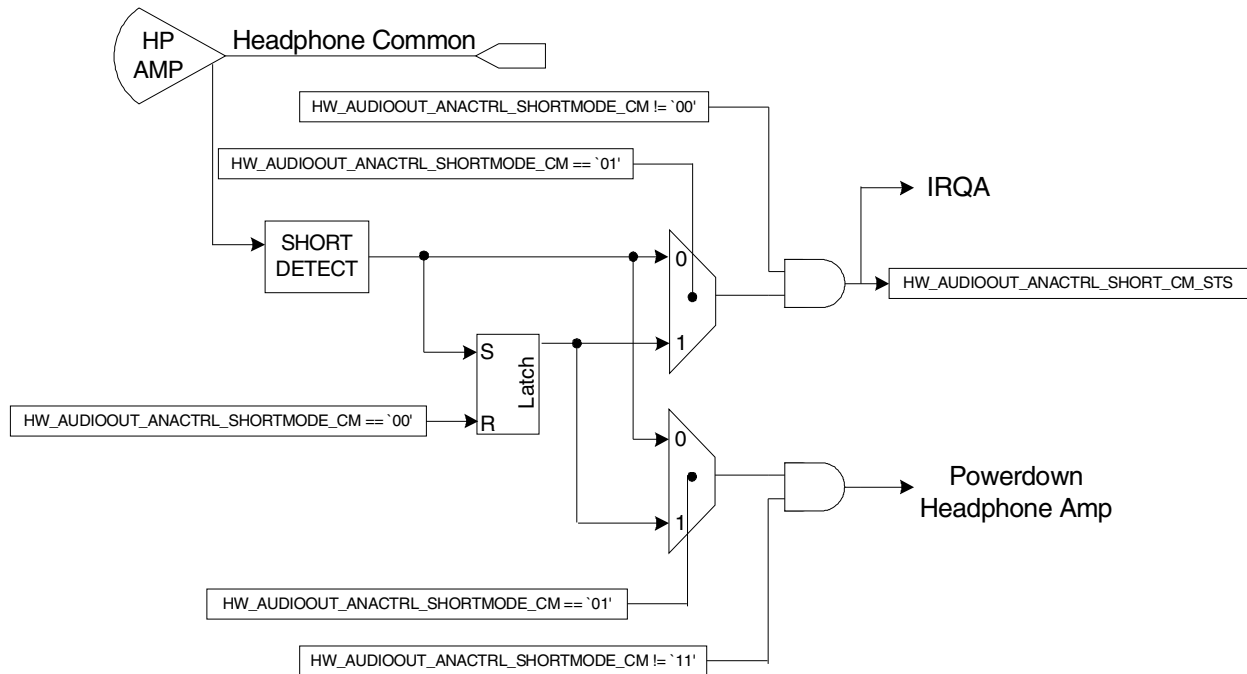 HP
AMP
Headphone Common
HW_AUDIOOUT_ANACTRL_SHORTMODE_CM != `00'
HW_AUDIOOUT_ANACTRL_SHORTMODE_CM == `01'
IRQA
SHORT
DETECT
0
HW_AUDIOOUT_ANACTRL_SHORT_CM_STS
1
S
Latch
HW_AUDIOOUT_ANACTRL_SHORTMODE_CM == `00'
R
0
Powerdown
Headphone Amp
1
HW_AUDIOOUT_ANACTRL_SHORTMODE_CM == `01'
HW_AUDIOOUT_ANACTRL_SHORTMODE_CM != `11'